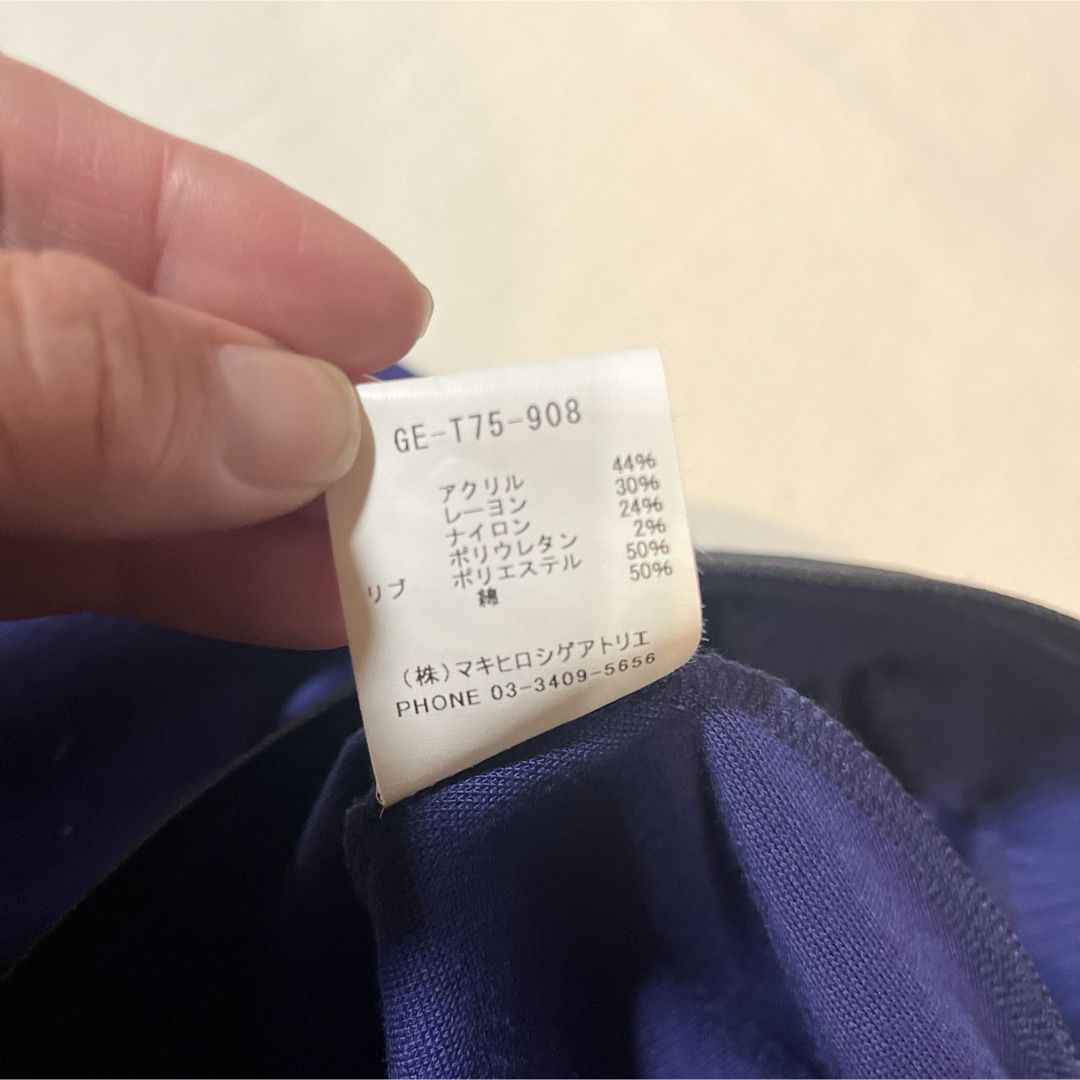 GE-T75-908
アクリル 44%
レーヨン 30%
ナイロン 24%
ポリウレタン 2%
リブ ポリエステル 50%
綿 50%
(株)マキヒロシゲアトリエ
PHONE 03-3409-5656